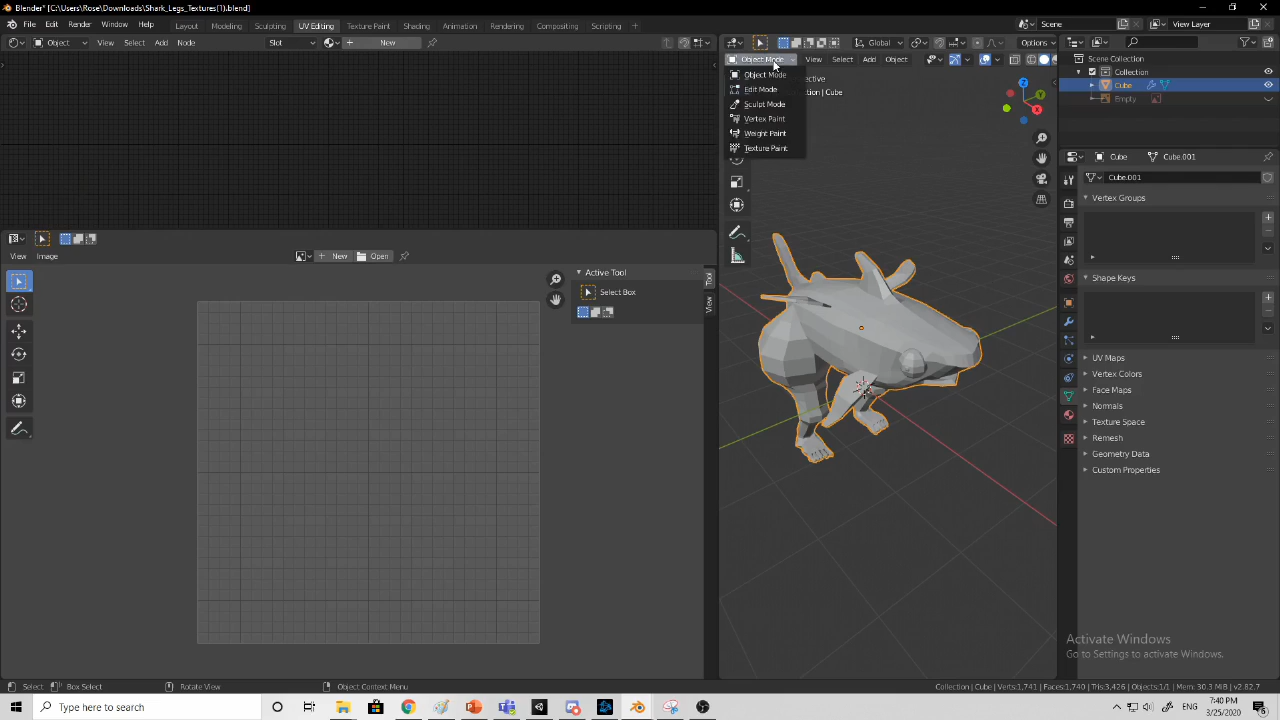 Blender* [C:\Users\Rose\Downloads\Shark_Legs_Textures(1).blend]
File Edit Render Window Help Layout Modeling Sculpting UV Editing Texture Paint Shading Animation Rendering Compositing Scripting + Scene View Layer
Object View Select Add Node Slot New Global Options
Object Mode View Select Add Object Scene Collection
Collection
Object Mode
Cube
Edit Mode
Empty
Sculpt Mode
Vertex Paint
Weight Paint
Texture Paint
ective
tion | Cube
Cube Cube.001
Cube.001
Vertex Groups
Shape Keys
UV Maps
Vertex Colors
Face Maps
Normals
Texture Space
Remesh
Geometry Data
Custom Properties
View Image New Open
Active Tool
Select Box
Tool
View
Z
Y
X
Activate Windows
Go to Settings to activate Windows.
Select Box Select Rotate View Object Context Menu Collection | Cube | Verts:1,741 | Faces:1,740 | Tris:3,426 | Objects:1/1 | Mem: 30.3 MiB | v2.82.7
Type here to search ENG 7:40 PM
3/25/2020